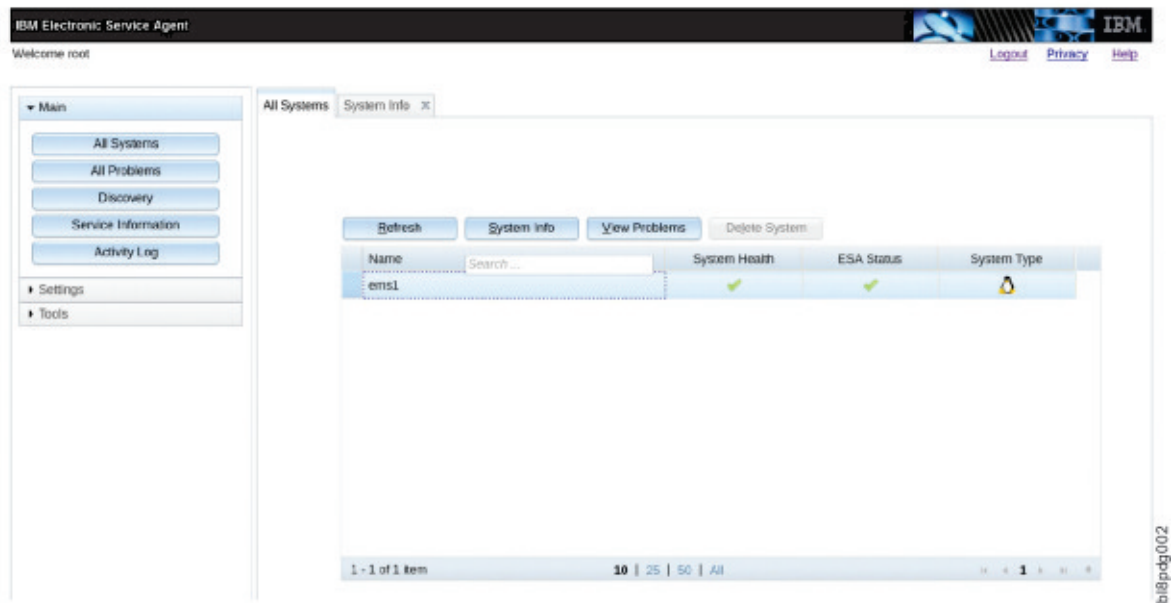 IBM Electronic Service Agent
IBM
Welcome root
Logout Privacy Help
Main
All Systems
All Problems
Discovery
Service Information
Activity Log
Settings
Tools
All Systems System Info x
Refresh System Info View Problems Delete System
Name Search ... System Health ESA Status System Type
ems1
1 - 1 of 1 item 10 | 25 | 50 | All 1
bl8pdg002